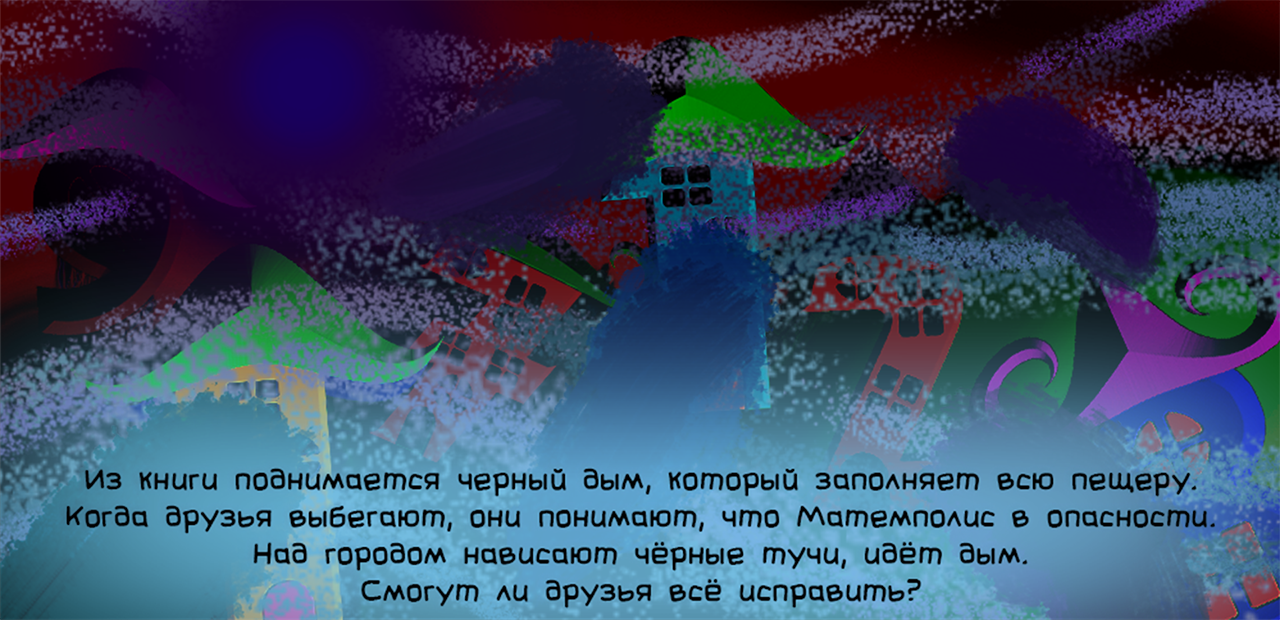 Из книги поднимается черный дым, который заполняет всю пещеру.
Когда друзья выбегают, они понимают, что Матемполис в опасности.
Над городом нависают чёрные тучи, идёт дым.
Смогут ли друзья всё исправить?